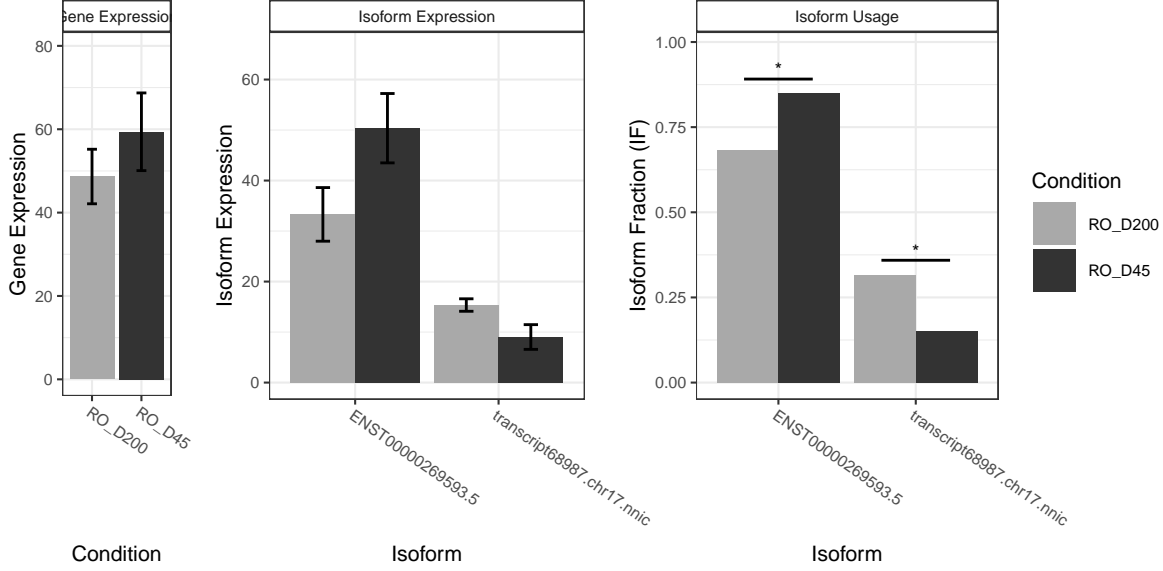 Gene Expression
Isoform Expression
Isoform Usage
Gene Expression
80
60
40
20
0
RO_D200
RO_D45
Condition
Isoform Expression
60
40
20
0
ENST00000269593.5
transcript68987.chr17.nnic
Isoform
Isoform Fraction (IF)
1.00
0.75
0.50
0.25
0.00
*
*
ENST00000269593.5
transcript68987.chr17.nnic
Isoform
Condition
RO_D200
RO_D45